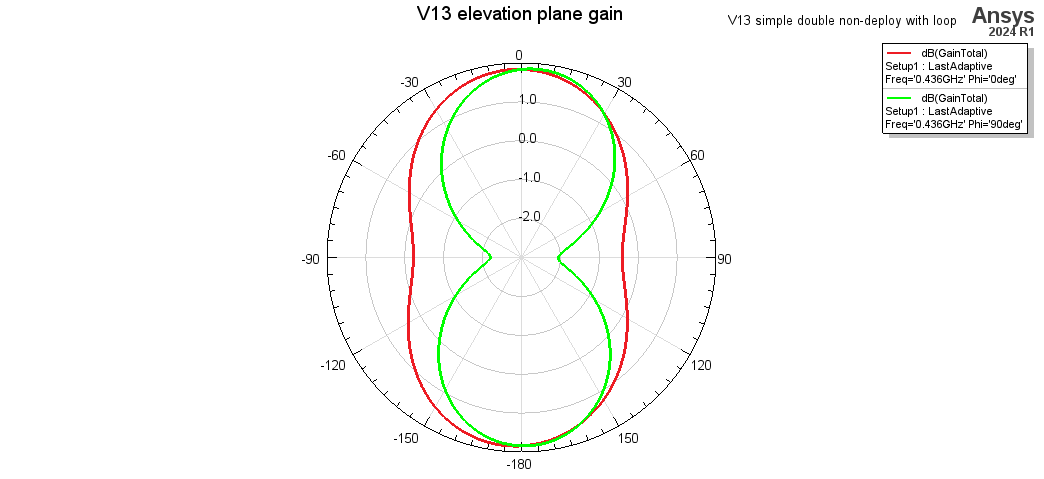 V13 elevation plane gain
V13 simple double non-deploy with loop
Ansys
2024 R1
dB(GainTotal)
Setup1 : LastAdaptive
Freq='0.436GHz' Phi='0deg'
dB(GainTotal)
Setup1 : LastAdaptive
Freq='0.436GHz' Phi='90deg'
0
-30
30
1.0
0.0
-60
60
-1.0
-2.0
-90
90
-120
120
-150
150
-180